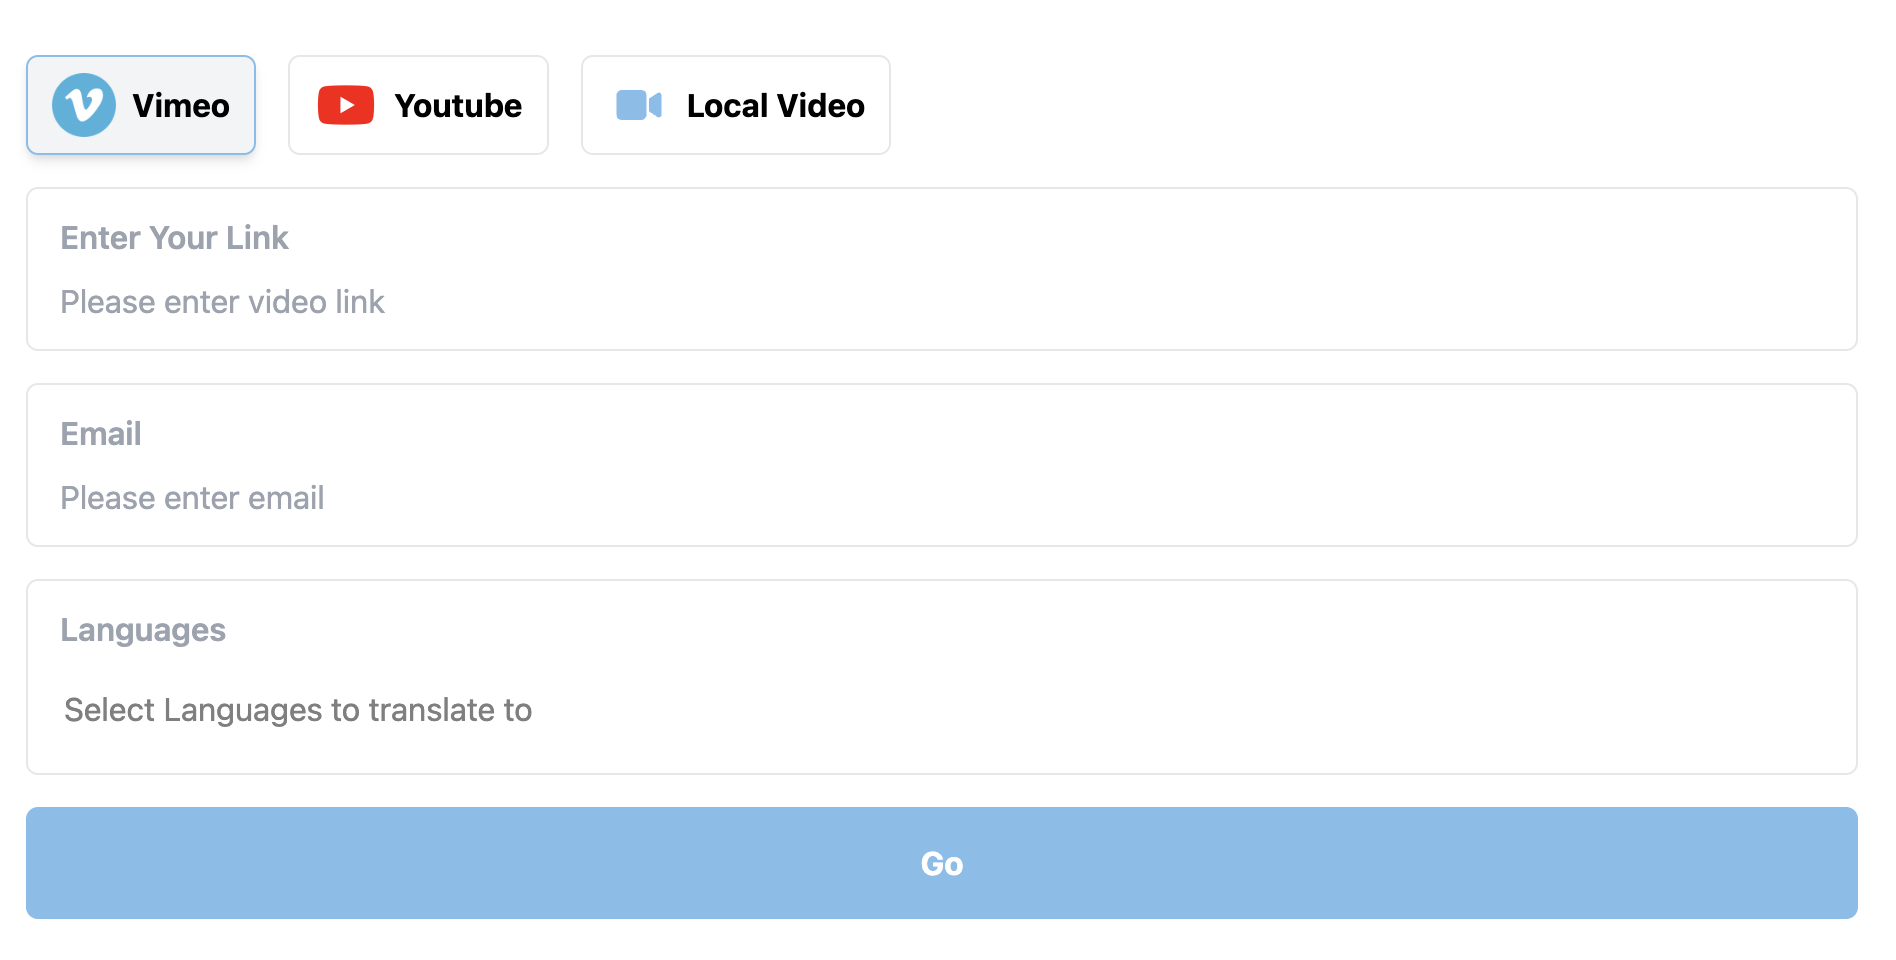 Vimeo Youtube Local Video
Enter Your Link
Please enter video link
Email
Please enter email
Languages
Select Languages to translate to
Go